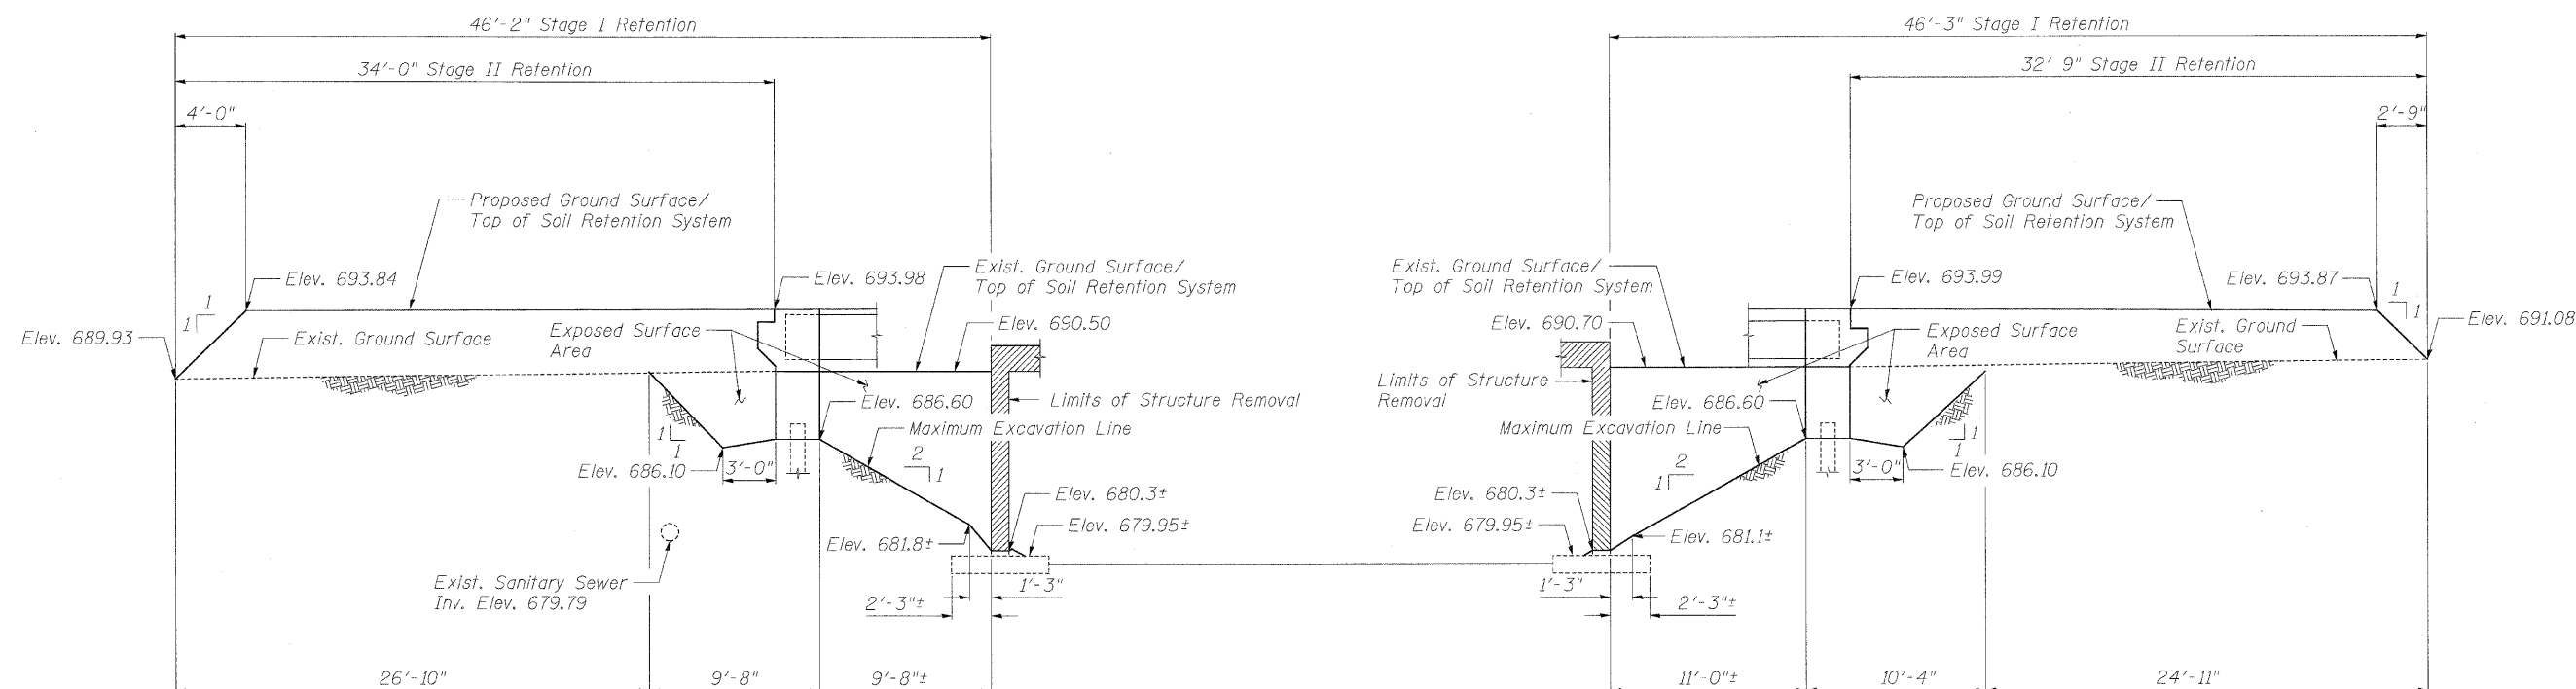 46'-2" Stage I Retention
46'-3" Stage I Retention
34'-0" Stage II Retention
32' 9" Stage II Retention
4'-0"
2'-9"
Proposed Ground Surface/
Top of Soil Retention System
Proposed Ground Surface/
Top of Soil Retention System
Elev. 693.84
Elev. 693.98
Exist. Ground Surface/
Top of Soil Retention System
Exist. Ground Surface/
Top of Soil Retention System
Elev. 693.99
Elev. 693.87
1
1
1
1
Elev. 689.93
Exist. Ground Surface
Exposed Surface
Area
Elev. 690.50
Elev. 690.70
Exposed Surface
Area
Exist. Ground
Surface
Elev. 691.08
Elev. 686.60
Limits of Structure Removal
Limits of Structure
Removal
Elev. 686.60
Maximum Excavation Line
Maximum Excavation Line
1
1
2
1
2
1
1
1
Elev. 686.10
3'-0"
3'-0"
Elev. 686.10
Elev. 680.3±
Elev. 679.95±
Elev. 680.3±
Elev. 679.95±
Elev. 681.8±
Elev. 681.1±
Exist. Sanitary Sewer
Inv. Elev. 679.79
1'-3"
2'-3"±
1'-3"
2'-3"±
26'-10"
9'-8"
9'-8"±
11'-0"±
10'-4"
24'-11"